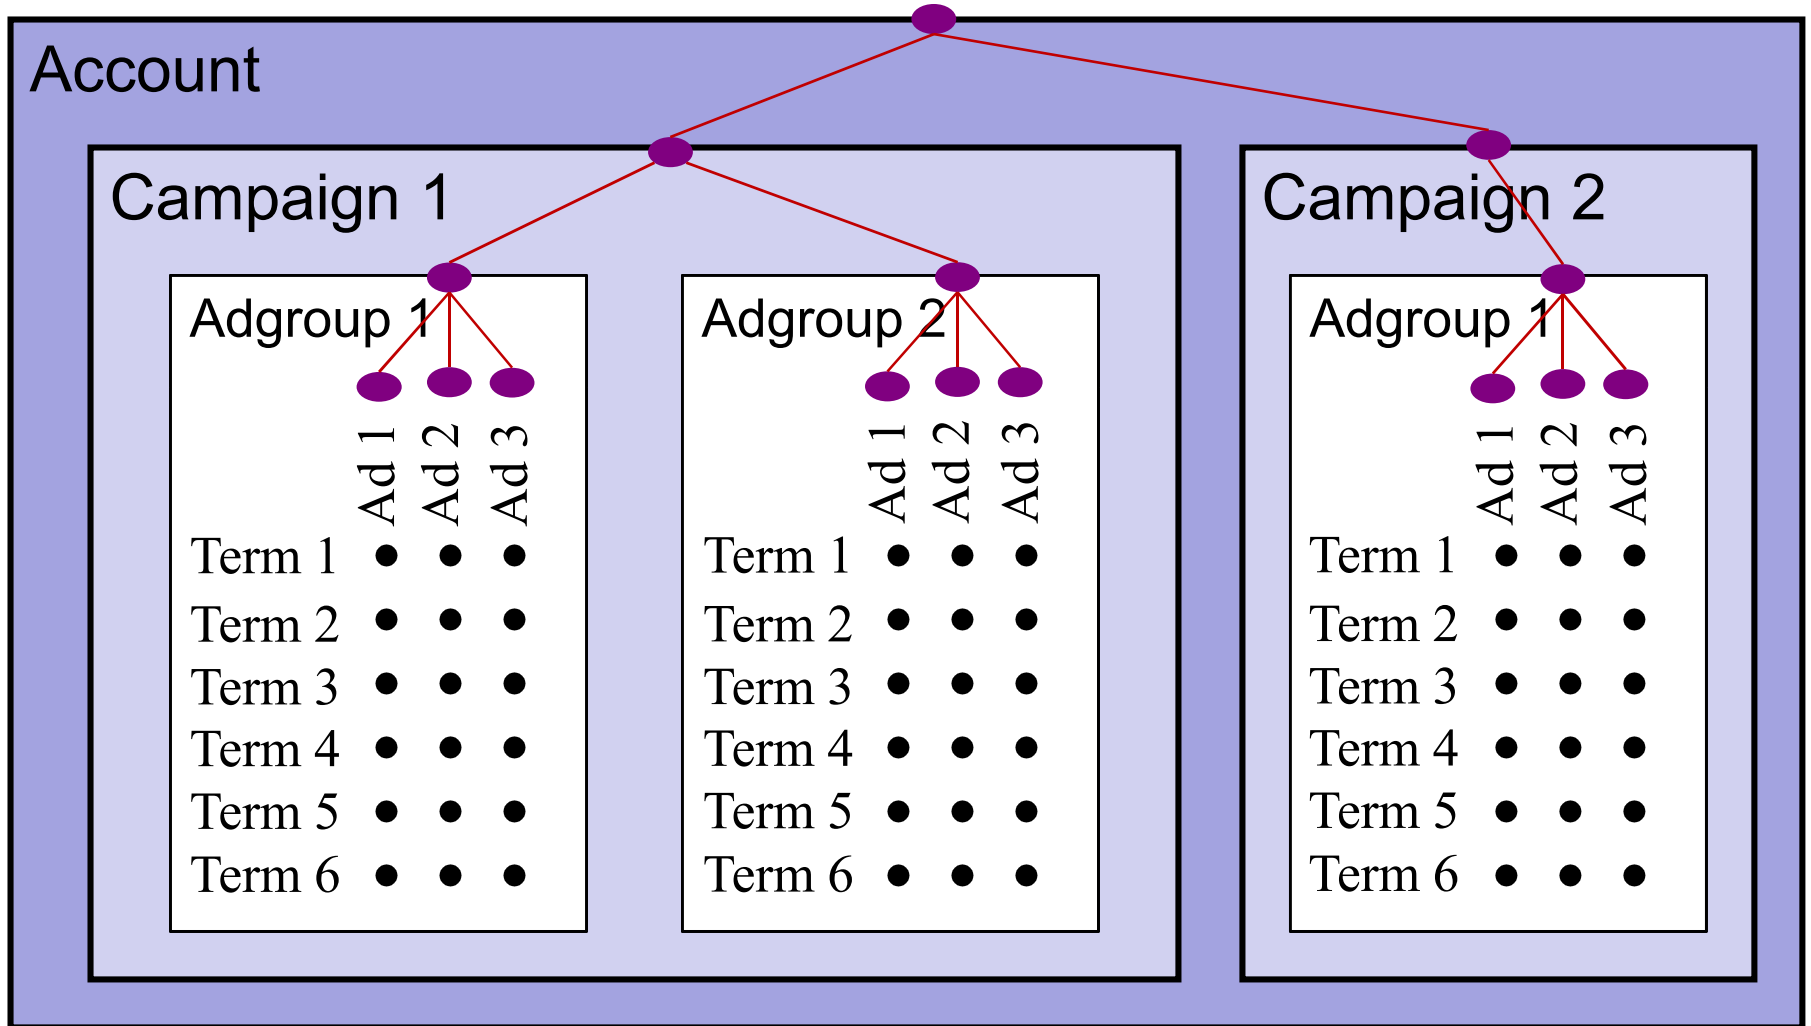 Account
Campaign 1
Campaign 2
Adgroup 1
Ad 1
Ad 2
Ad 3
Term 1
Term 2
Term 3
Term 4
Term 5
Term 6
Adgroup 2
Ad 1
Ad 2
Ad 3
Term 1
Term 2
Term 3
Term 4
Term 5
Term 6
Adgroup 1
Ad 1
Ad 2
Ad 3
Term 1
Term 2
Term 3
Term 4
Term 5
Term 6